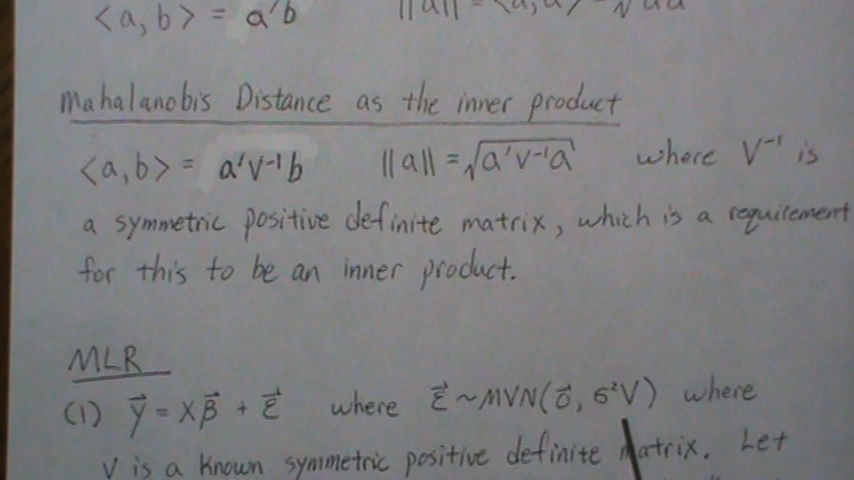 <a, b> = a'b ||a|| = <a, a> = √a'a
Mahalanobis Distance as the inner product
<a, b> = a'V⁻¹b ||a|| = √a'V⁻¹a where V⁻¹ is
a symmetric positive definite matrix, which is a requirement
for this to be an inner product.
MLR
(1) y⃗ = Xβ⃗ + ε⃗ where ε⃗ ~ MVN(0⃗, σ²V) where
V is a known symmetric positive definite matrix. Let